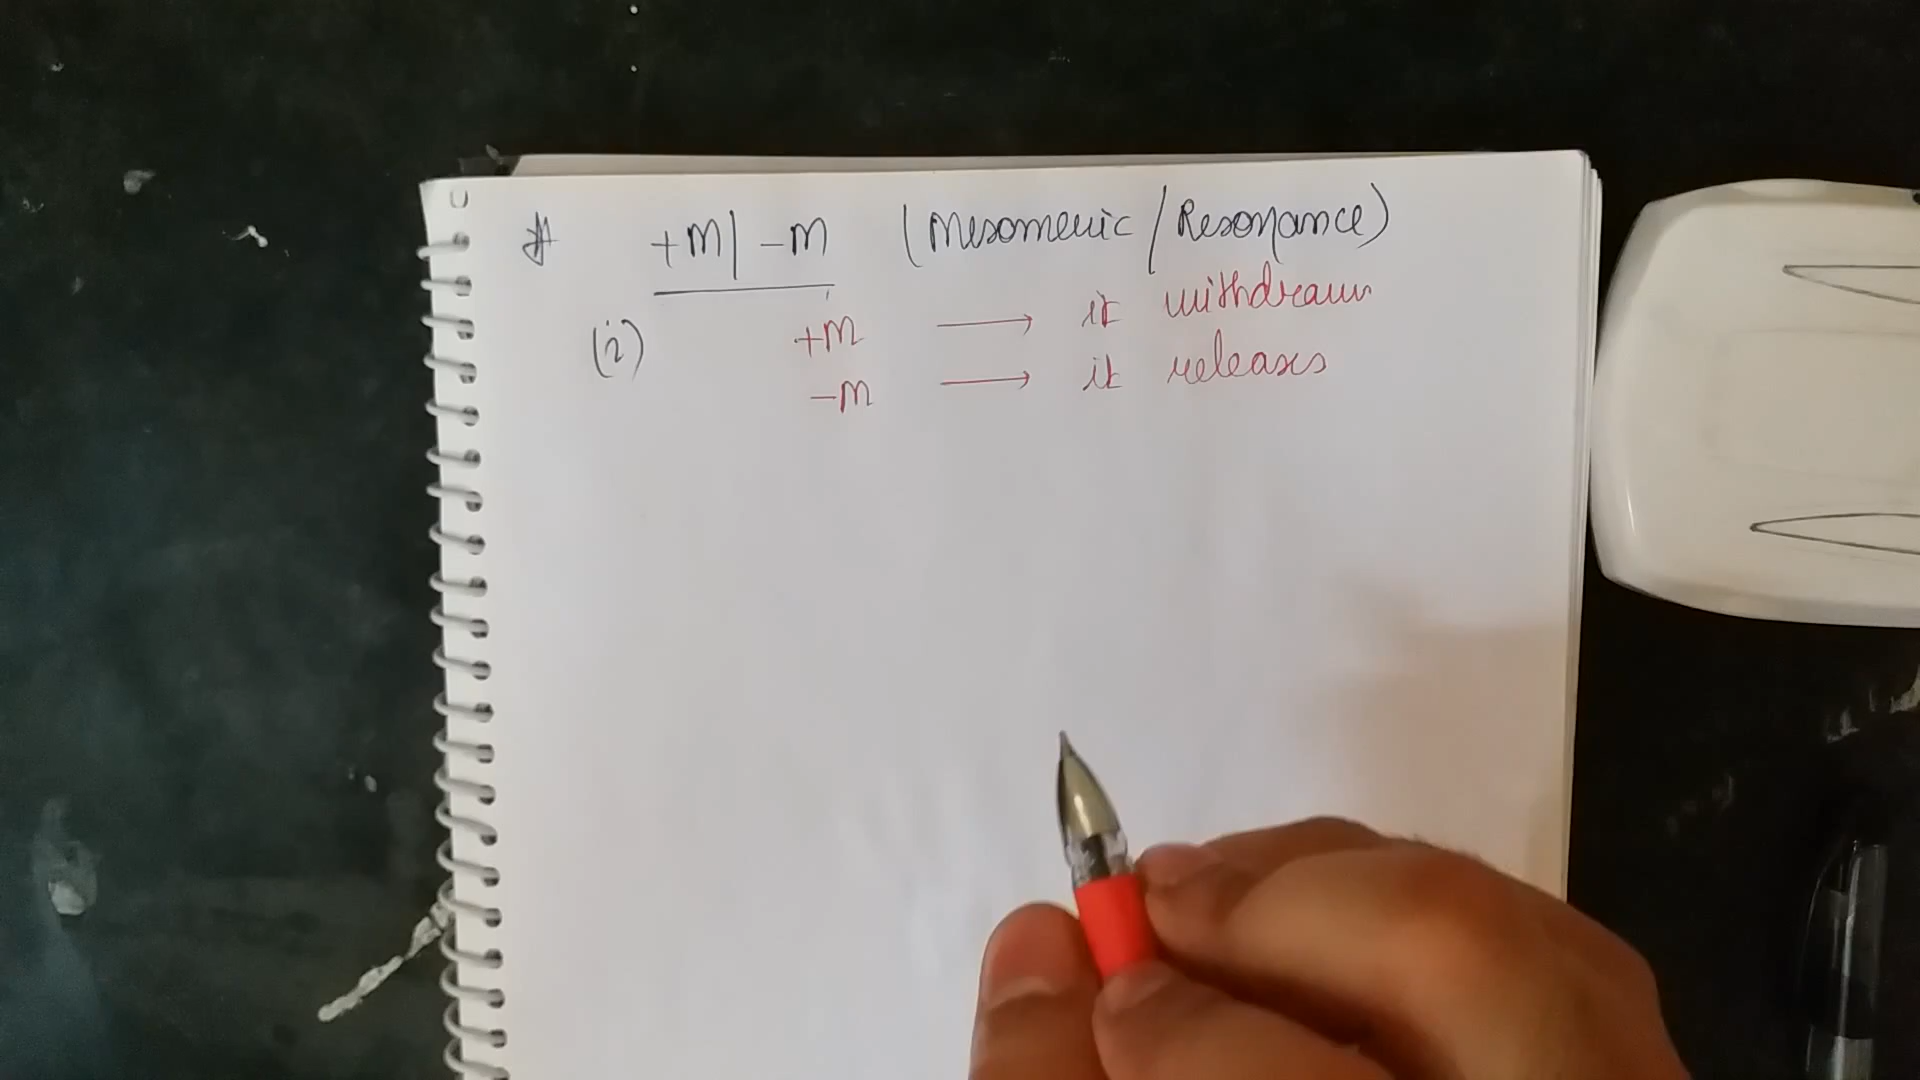 # +M | -M (Mesomeric / Resonance)
(i) +M → it withdraws
-M → it releases